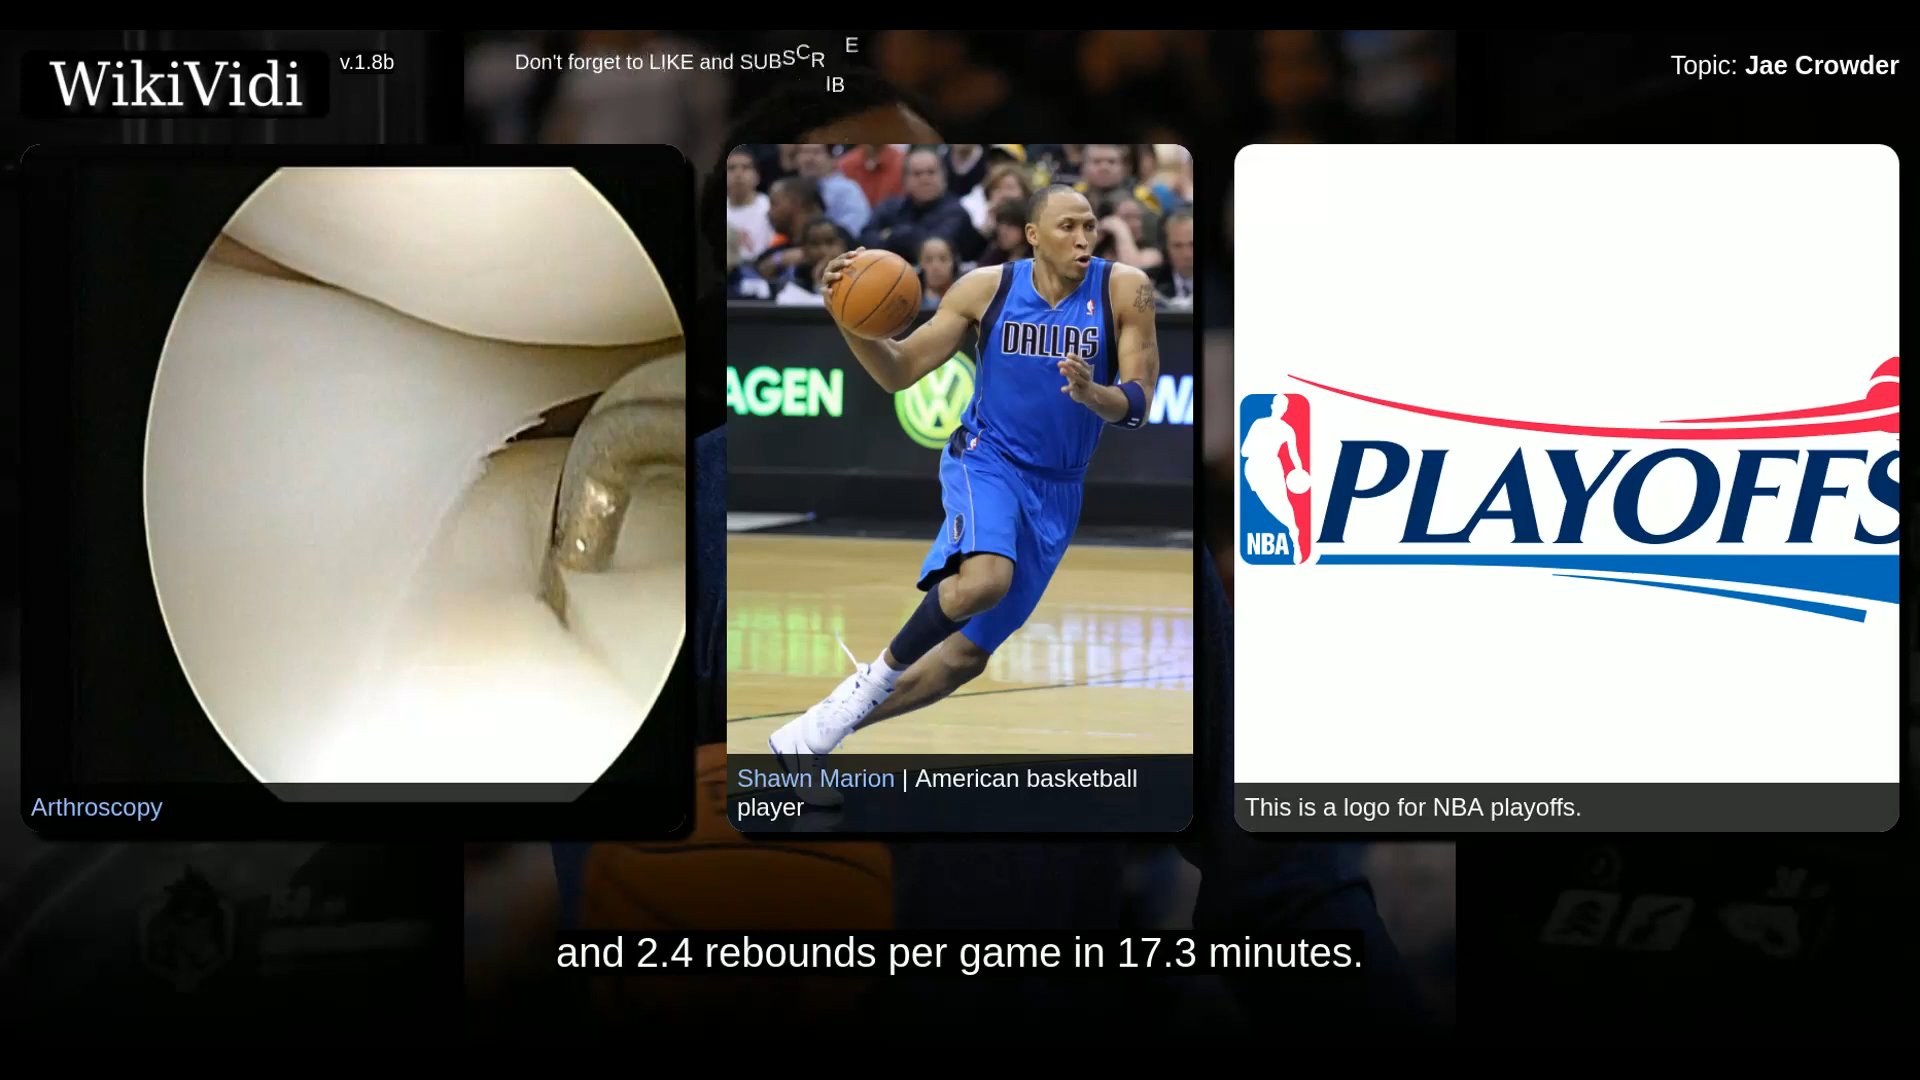 WikiVidi
v.1.8b
Don't forget to LIKE and SUBSCRIBE
Topic: Jae Crowder
AGEN
DALLAS
NBA
PLAYOFFS
Arthroscopy
Shawn Marion | American basketball
player
This is a logo for NBA playoffs.
and 2.4 rebounds per game in 17.3 minutes.